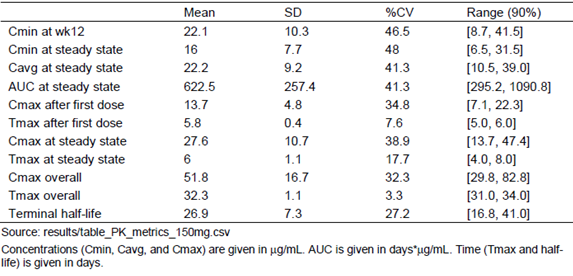 Mean SD %CV Range (90%)
Cmin at wk12 22.1 10.3 46.5 [8.7, 41.5]
Cmin at steady state 16 7.7 48 [6.5, 31.5]
Cavg at steady state 22.2 9.2 41.3 [10.5, 39.0]
AUC at steady state 622.5 257.4 41.3 [295.2, 1090.8]
Cmax after first dose 13.7 4.8 34.8 [7.1, 22.3]
Tmax after first dose 5.8 0.4 7.6 [5.0, 6.0]
Cmax at steady state 27.6 10.7 38.9 [13.7, 47.4]
Tmax at steady state 6 1.1 17.7 [4.0, 8.0]
Cmax overall 51.8 16.7 32.3 [29.8, 82.8]
Tmax overall 32.3 1.1 3.3 [31.0, 34.0]
Terminal half-life 26.9 7.3 27.2 [16.8, 41.0]
Source: results/table_PK_metrics_150mg.csv
Concentrations (Cmin, Cavg, and Cmax) are given in μg/mL. AUC is given in days*μg/mL. Time (Tmax and half-
life) is given in days.